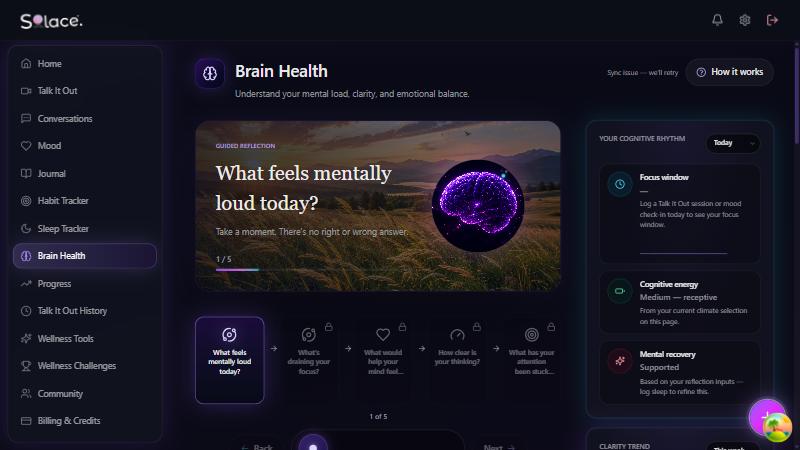 Solace.
Home
Talk It Out
Conversations
Mood
Journal
Habit Tracker
Sleep Tracker
Brain Health
Progress
Talk It Out History
Wellness Tools
Wellness Challenges
Community
Billing & Credits
Brain Health
Understand your mental load, clarity, and emotional balance.
Sync issue — we'll retry
How it works
GUIDED REFLECTION
What feels mentally
loud today?
Take a moment. There's no right or wrong answer.
1 / 5
What feels
mentally loud
today?
What's
draining your
focus?
What would
help your
mind feel...
How clear is
your thinking?
What has your
attention
been stuck...
1 of 5
← Back
Next →
YOUR COGNITIVE RHYTHM
Today
Focus window
—
Log a Talk It Out session or mood
check-in today to see your focus
window.
Cognitive energy
Medium — receptive
From your current climate selection
on this page.
Mental recovery
Supported
Based on your reflection inputs —
log sleep to refine this.
CLARITY TREND